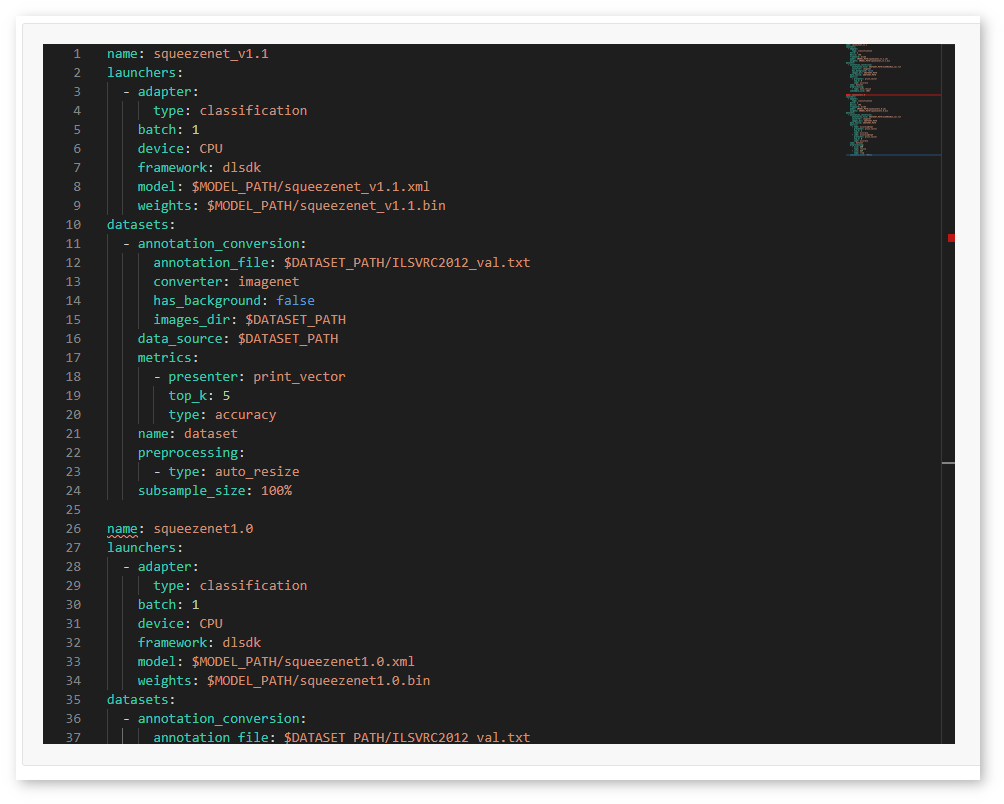 1 name: squeezenet_v1.1
2 launchers:
3 - adapter:
4 type: classification
5 batch: 1
6 device: CPU
7 framework: dlsdk
8 model: $MODEL_PATH/squeezenet_v1.1.xml
9 weights: $MODEL_PATH/squeezenet_v1.1.bin
10 datasets:
11 - annotation_conversion:
12 annotation_file: $DATASET_PATH/ILSVRC2012_val.txt
13 converter: imagenet
14 has_background: false
15 images_dir: $DATASET_PATH
16 data_source: $DATASET_PATH
17 metrics:
18 - presenter: print_vector
19 top_k: 5
20 type: accuracy
21 name: dataset
22 preprocessing:
23 - type: auto_resize
24 subsample_size: 100%
25
26 name: squeezenet1.0
27 launchers:
28 - adapter:
29 type: classification
30 batch: 1
31 device: CPU
32 framework: dlsdk
33 model: $MODEL_PATH/squeezenet1.0.xml
34 weights: $MODEL_PATH/squeezenet1.0.bin
35 datasets:
36 - annotation_conversion:
37 annotation_file: $DATASET_PATH/ILSVRC2012_val.txt